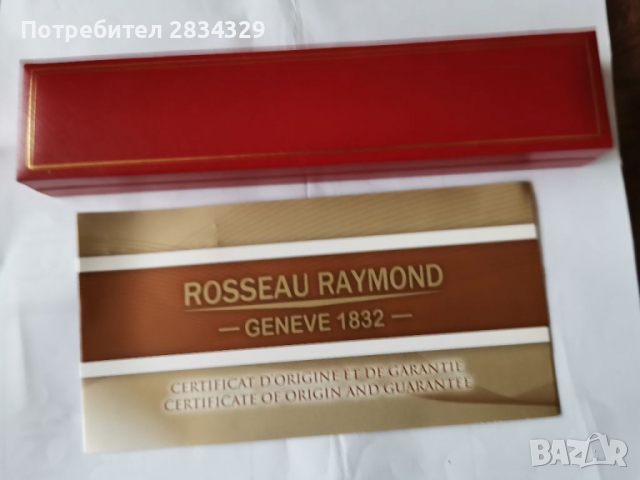 Потребител 2834329
ROSSEAU RAYMOND
— GENEVE 1832 —
CERTIFICAT D'ORIGINE ET DE GARANTIE
CERTIFICATE OF ORIGIN AND GUARANTEE
BAZAR